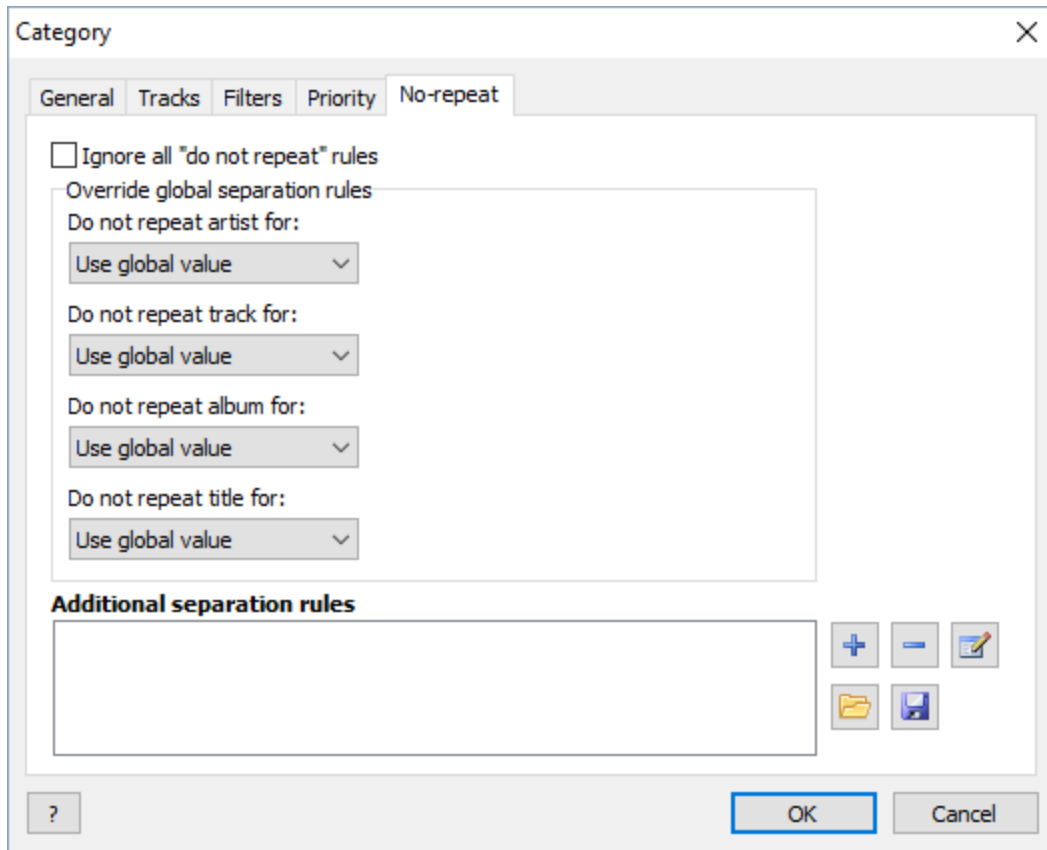 Category
General Tracks Filters Priority No-repeat
Ignore all "do not repeat" rules
Override global separation rules
Do not repeat artist for:
Use global value
Do not repeat track for:
Use global value
Do not repeat album for:
Use global value
Do not repeat title for:
Use global value
Additional separation rules
? OK Cancel